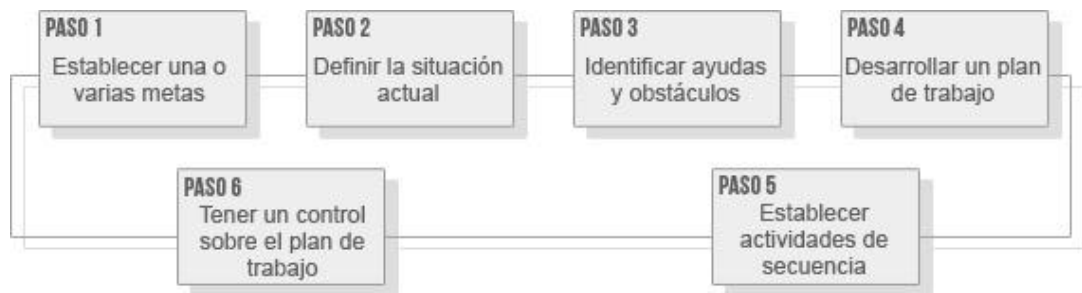 PASO 1
Establecer una o
varias metas
PASO 2
Definir la situación
actual
PASO 3
Identificar ayudas
y obstáculos
PASO 4
Desarrollar un plan
de trabajo
PASO 5
Establecer
actividades de
secuencia
PASO 6
Tener un control
sobre el plan de
trabajo